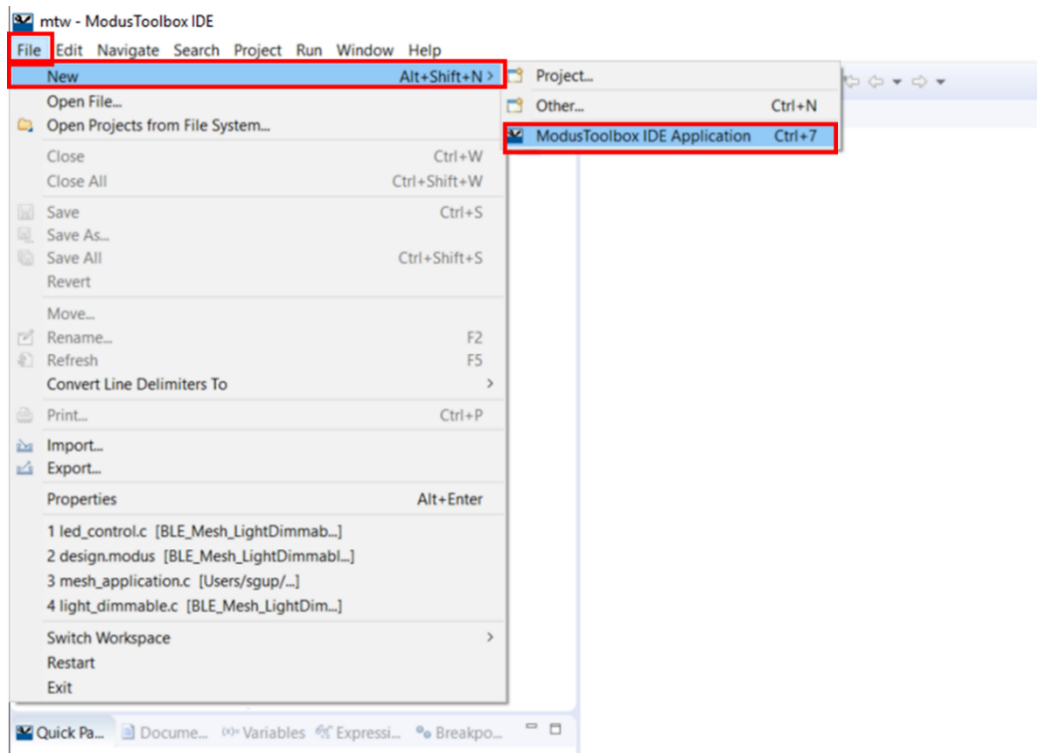 mtw - ModusToolbox IDE
File Edit Navigate Search Project Run Window Help
New Alt+Shift+N >
Project...
Open File...
Other... Ctrl+N
Open Projects from File System...
ModusToolbox IDE Application Ctrl+7
Close Ctrl+W
Close All Ctrl+Shift+W
Save Ctrl+S
Save As...
Save All Ctrl+Shift+S
Revert
Move...
Rename... F2
Refresh F5
Convert Line Delimiters To >
Print... Ctrl+P
Import...
Export...
Properties Alt+Enter
1 led_control.c [BLE_Mesh_LightDimmab...]
2 design.modus [BLE_Mesh_LightDimmabl...]
3 mesh_application.c [Users/sgup/...]
4 light_dimmable.c [BLE_Mesh_LightDim...]
Switch Workspace >
Restart
Exit
Quick Pa... Docume... (x)= Variables Expressi... Breakpo...